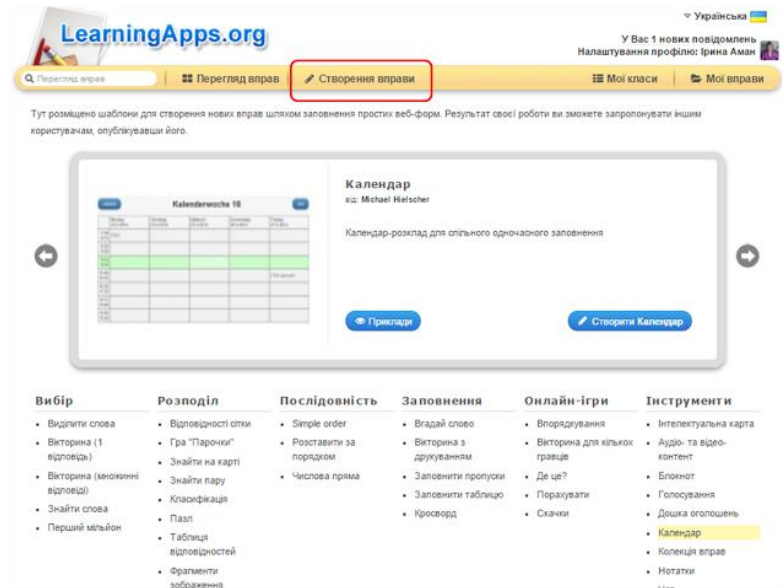 Українська
LearningApps.org
У Вас 1 нових повідомлень
Налаштування профілю: Ірина Аман
Перегляд вправ
Перегляд вправ
Створення вправи
Мої класи
Мої вправи
Тут розміщено шаблони для створення нових вправ шляхом заповнення простих веб-форм. Результат своєї роботи ви зможете запропонувати іншим
користувачам, опублікувавши його.
Kalenderwoche 16
Календар
від: Michael Hielscher
Календар-розклад для спільного одночасного заповнення
Приклади
Створити Календар
Вибір
Виділити слова
Вікторина (1
відповідь)
Вікторина (множинні
відповіді)
Знайти слова
Перший мільйон
Розподіл
Відповідності сітки
Гра "Парочки"
Знайти на карті
Знайти пару
Класифікація
Пазл
Таблиця
відповідностей
Фрагменти
зображення
Послідовність
Simple order
Розставити за
порядком
Числова пряма
Заповнення
Вгадай слово
Вікторина з
друкуванням
Заповнити пропуски
Заповнити таблицю
Кросворд
Онлайн-ігри
Впорядкування
Вікторина для кількох
гравців
Де це?
Порахувати
Скачки
Інструменти
Інтелектуальна карта
Аудіо- та відео-
контент
Блокнот
Голосування
Дошка оголошень
Календар
Колекція вправ
Нотатки